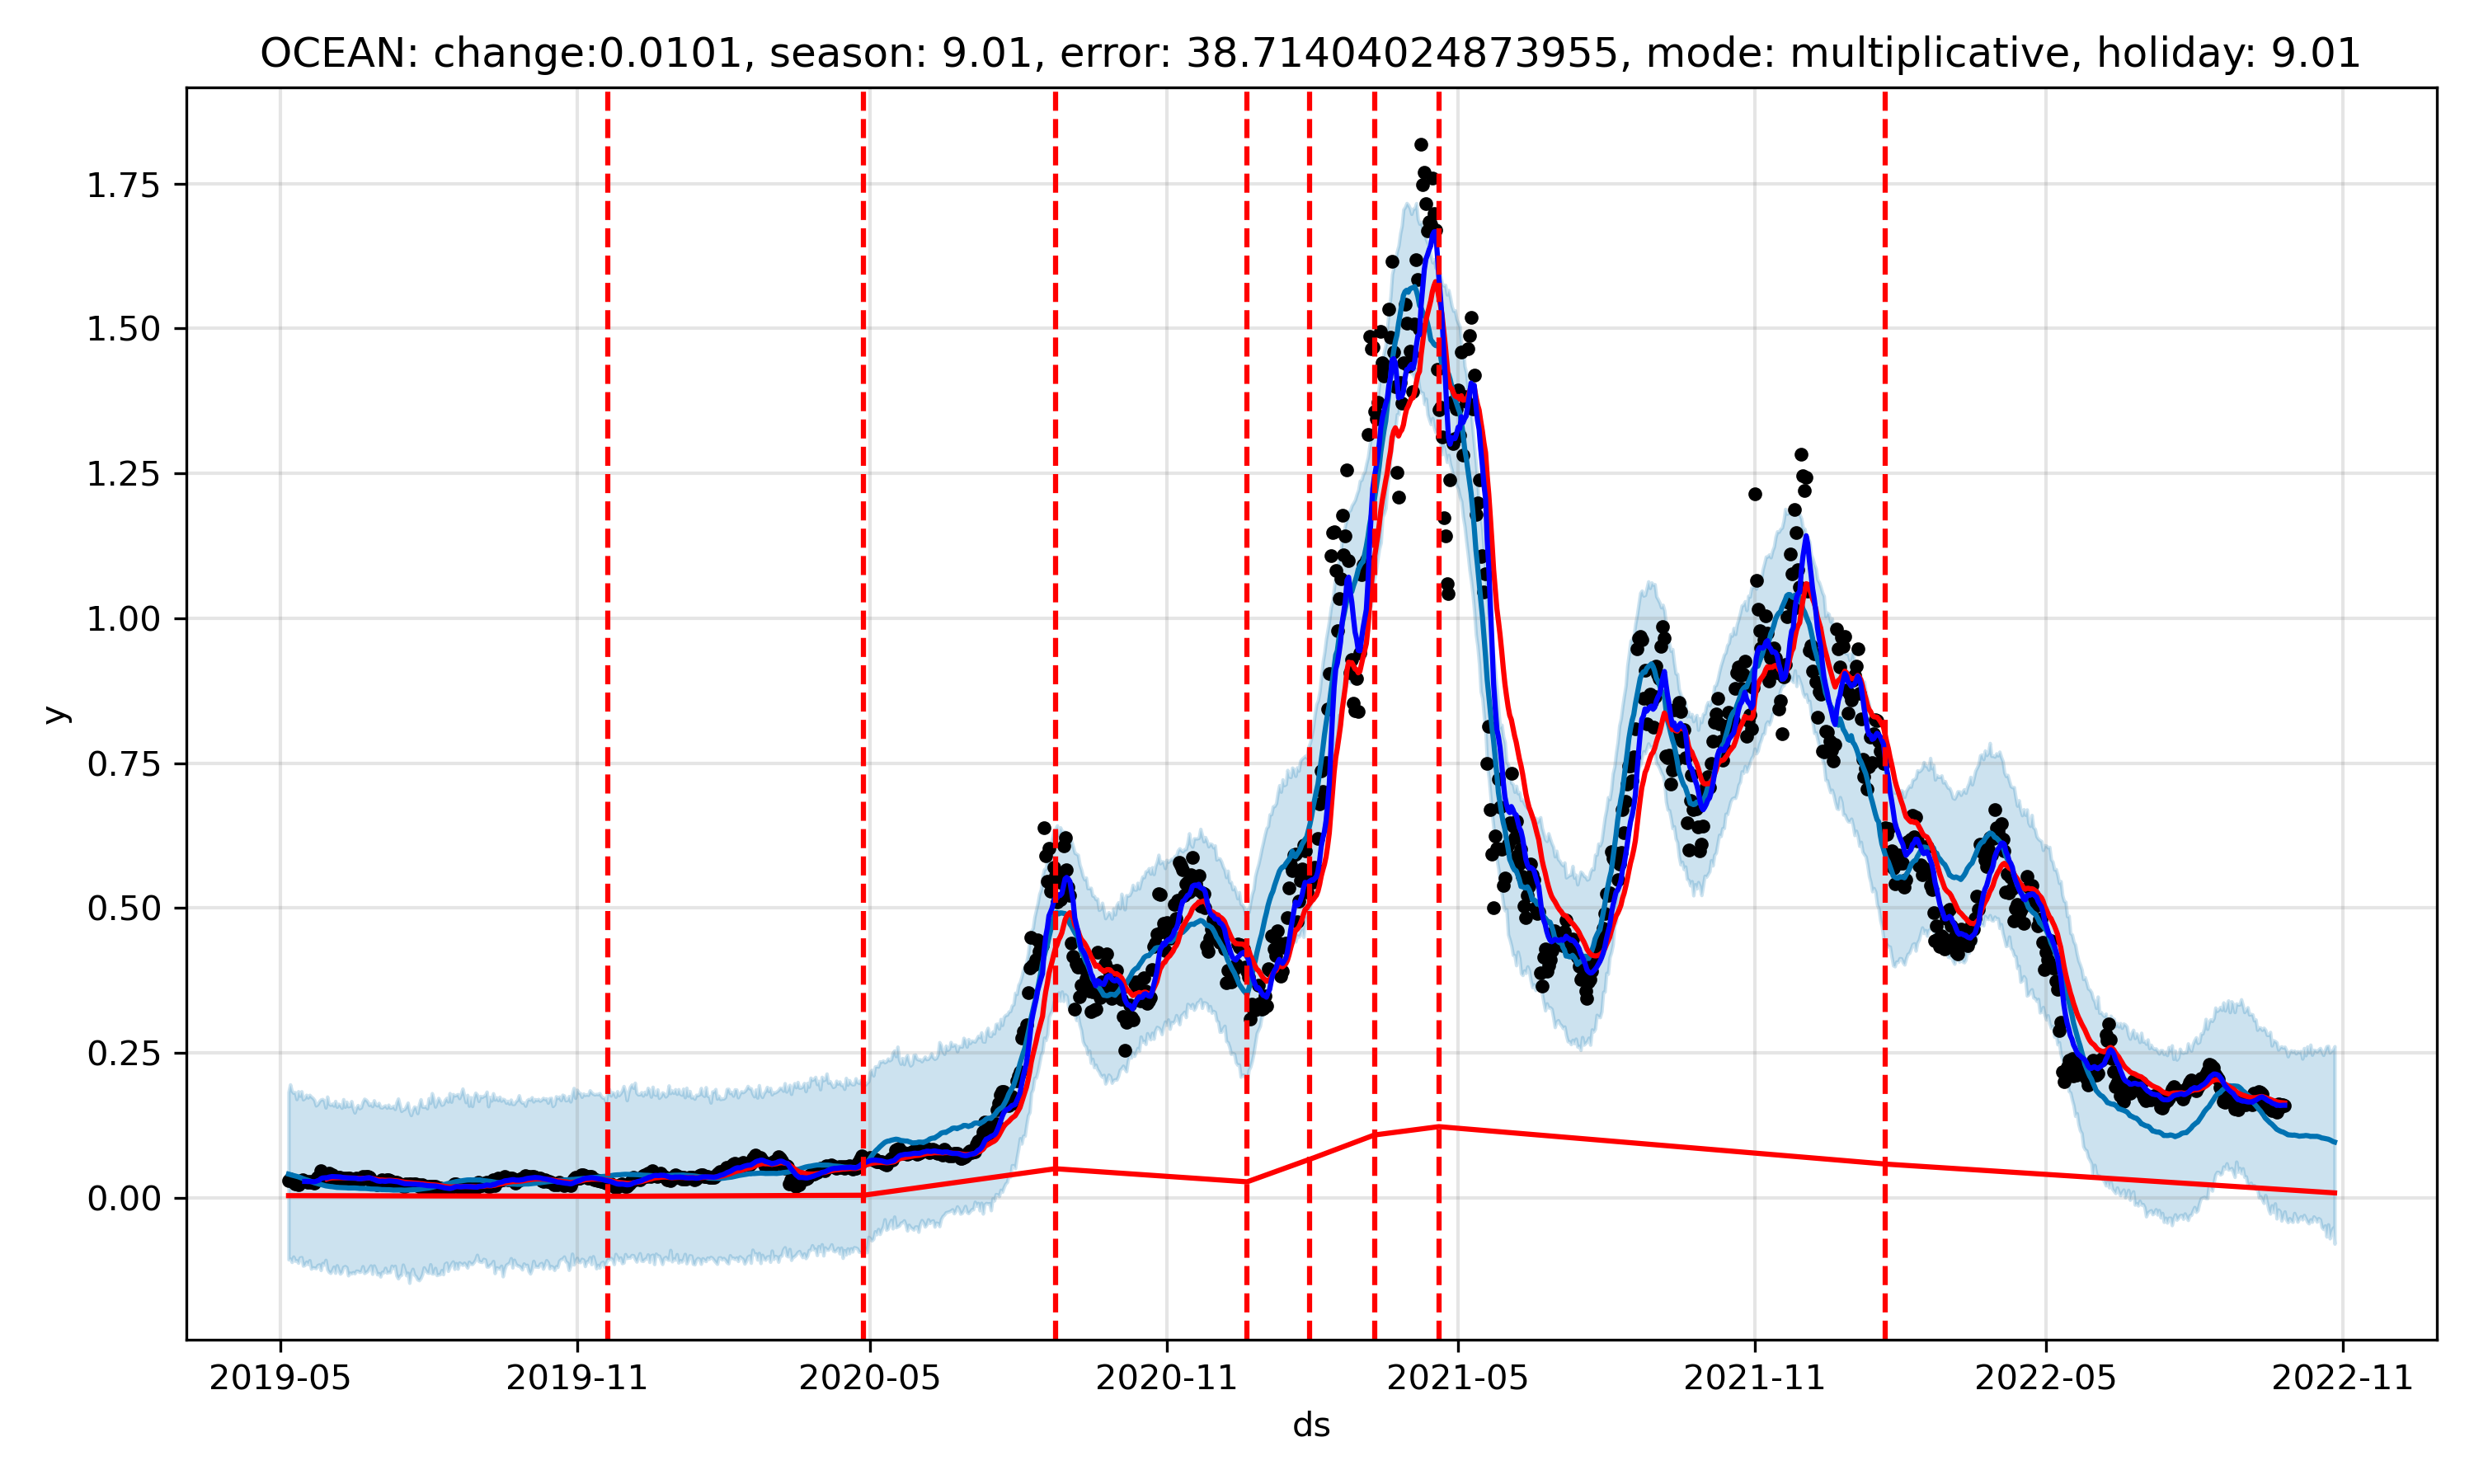 OCEAN: change:0.0101, season: 9.01, error: 38.71404024873955, mode: multiplicative, holiday: 9.01
1.75
1.50
1.25
1.00
0.75
0.50
0.25
0.00
y
2019-05 2019-11 2020-05 2020-11 2021-05 2021-11 2022-05 2022-11
ds